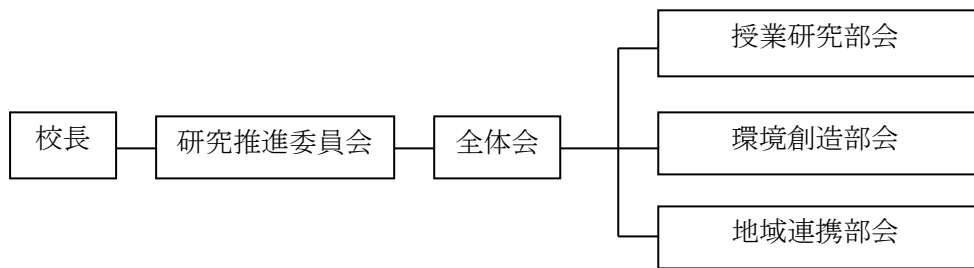 校長
研究推進委員会
全体会
授業研究部会
環境創造部会
地域連携部会